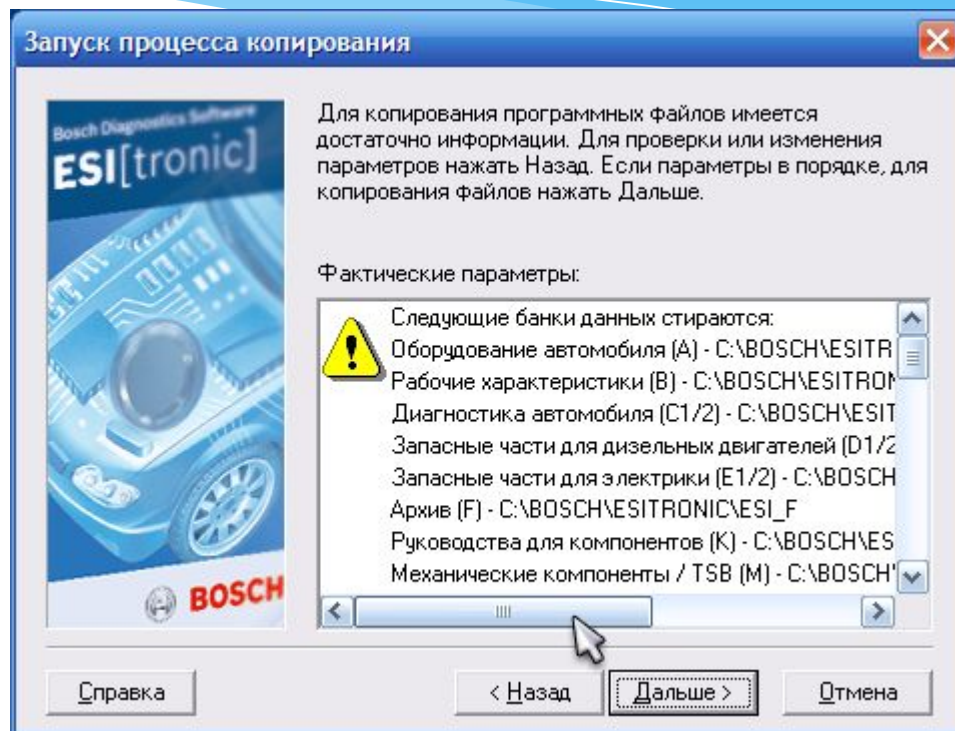 Запуск процесса копирования
Bosch Diagnostics Software
ESI[tronic]
BOSCH
Для копирования программных файлов имеется
достаточно информации. Для проверки или изменения
параметров нажать Назад. Если параметры в порядке, для
копирования файлов нажать Дальше.
Фактические параметры:
Следующие банки данных стираются:
Оборудование автомобиля (A) - C:\BOSCH\ESITR
Рабочие характеристики (B) - C:\BOSCH\ESITRON
Диагностика автомобиля (C1/2) - C:\BOSCH\ESIT
Запасные части для дизельных двигателей (D1/2
Запасные части для электрики (E1/2) - C:\BOSCH
Архив (F) - C:\BOSCH\ESITRONIC\ESI_F
Руководства для компонентов (K) - C:\BOSCH\ES
Механические компоненты / TSB (M) - C:\BOSCH\
Справка
< Назад
Дальше >
Отмена